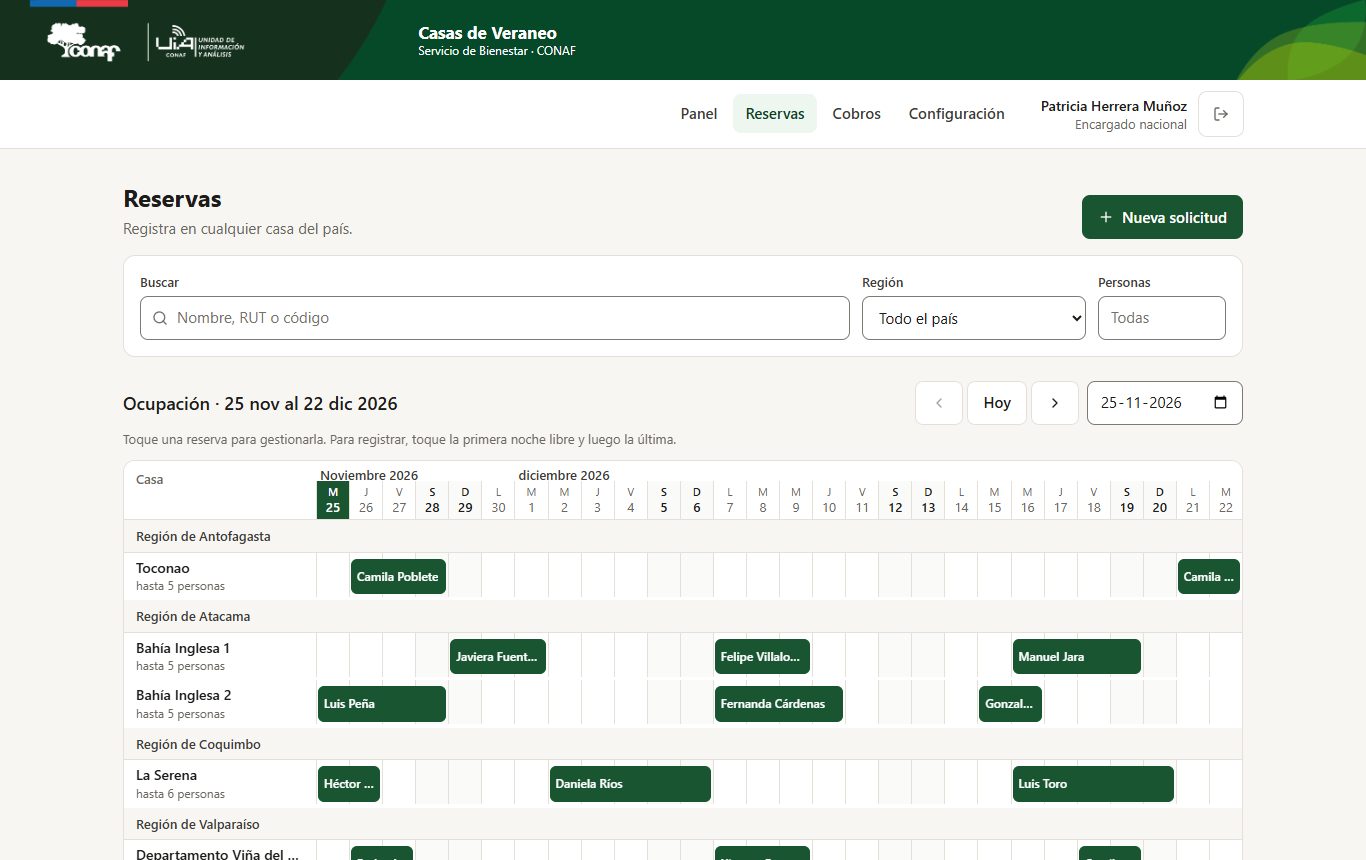 conaf
UIA
CONAF
UNIDAD DE
INFORMACIÓN
Y ANÁLISIS
Casas de Veraneo
Servicio de Bienestar · CONAF
Panel
Reservas
Cobros
Configuración
Patricia Herrera Muñoz
Encargado nacional
Reservas
Registra en cualquier casa del país.
+ Nueva solicitud
Buscar
Región
Personas
Nombre, RUT o código
Todo el país
Todas
Ocupación · 25 nov al 22 dic 2026
Hoy
25-11-2026
Toque una reserva para gestionarla. Para registrar, toque la primera noche libre y luego la última.
Casa
Noviembre 2026 diciembre 2026
M J V S D L M M J V S D L M M J V S D L M M J V S D L M
25 26 27 28 29 30 1 2 3 4 5 6 7 8 9 10 11 12 13 14 15 16 17 18 19 20 21 22
Región de Antofagasta
Toconao
hasta 5 personas
Camila Poblete
Camila ...
Región de Atacama
Bahía Inglesa 1
hasta 5 personas
Javiera Fuent...
Felipe Villalo...
Manuel Jara
Bahía Inglesa 2
hasta 5 personas
Luis Peña
Fernanda Cárdenas
Gonzal...
Región de Coquimbo
La Serena
hasta 6 personas
Héctor ...
Daniela Ríos
Luis Toro
Región de Valparaíso
Departamento Viña del ...